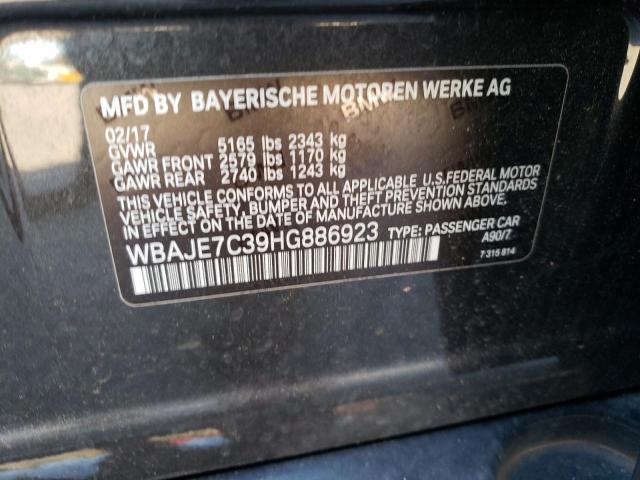 MFD BY BAYERISCHE MOTOREN WERKE AG
02/17
GVWR 5165 lbs 2343 kg
GAWR FRONT 2579 lbs 1170 kg
GAWR REAR 2740 lbs 1243 kg
THIS VEHICLE CONFORMS TO ALL APPLICABLE U.S.FEDERAL MOTOR
VEHICLE SAFETY, BUMPER AND THEFT PREVENTION STANDARDS
IN EFFECT ON THE DATE OF MANUFACTURE SHOWN ABOVE.
WBAJE7C39HG886923 TYPE: PASSENGER CAR
A90/7
7 315 814
BMW
BMW
BMW